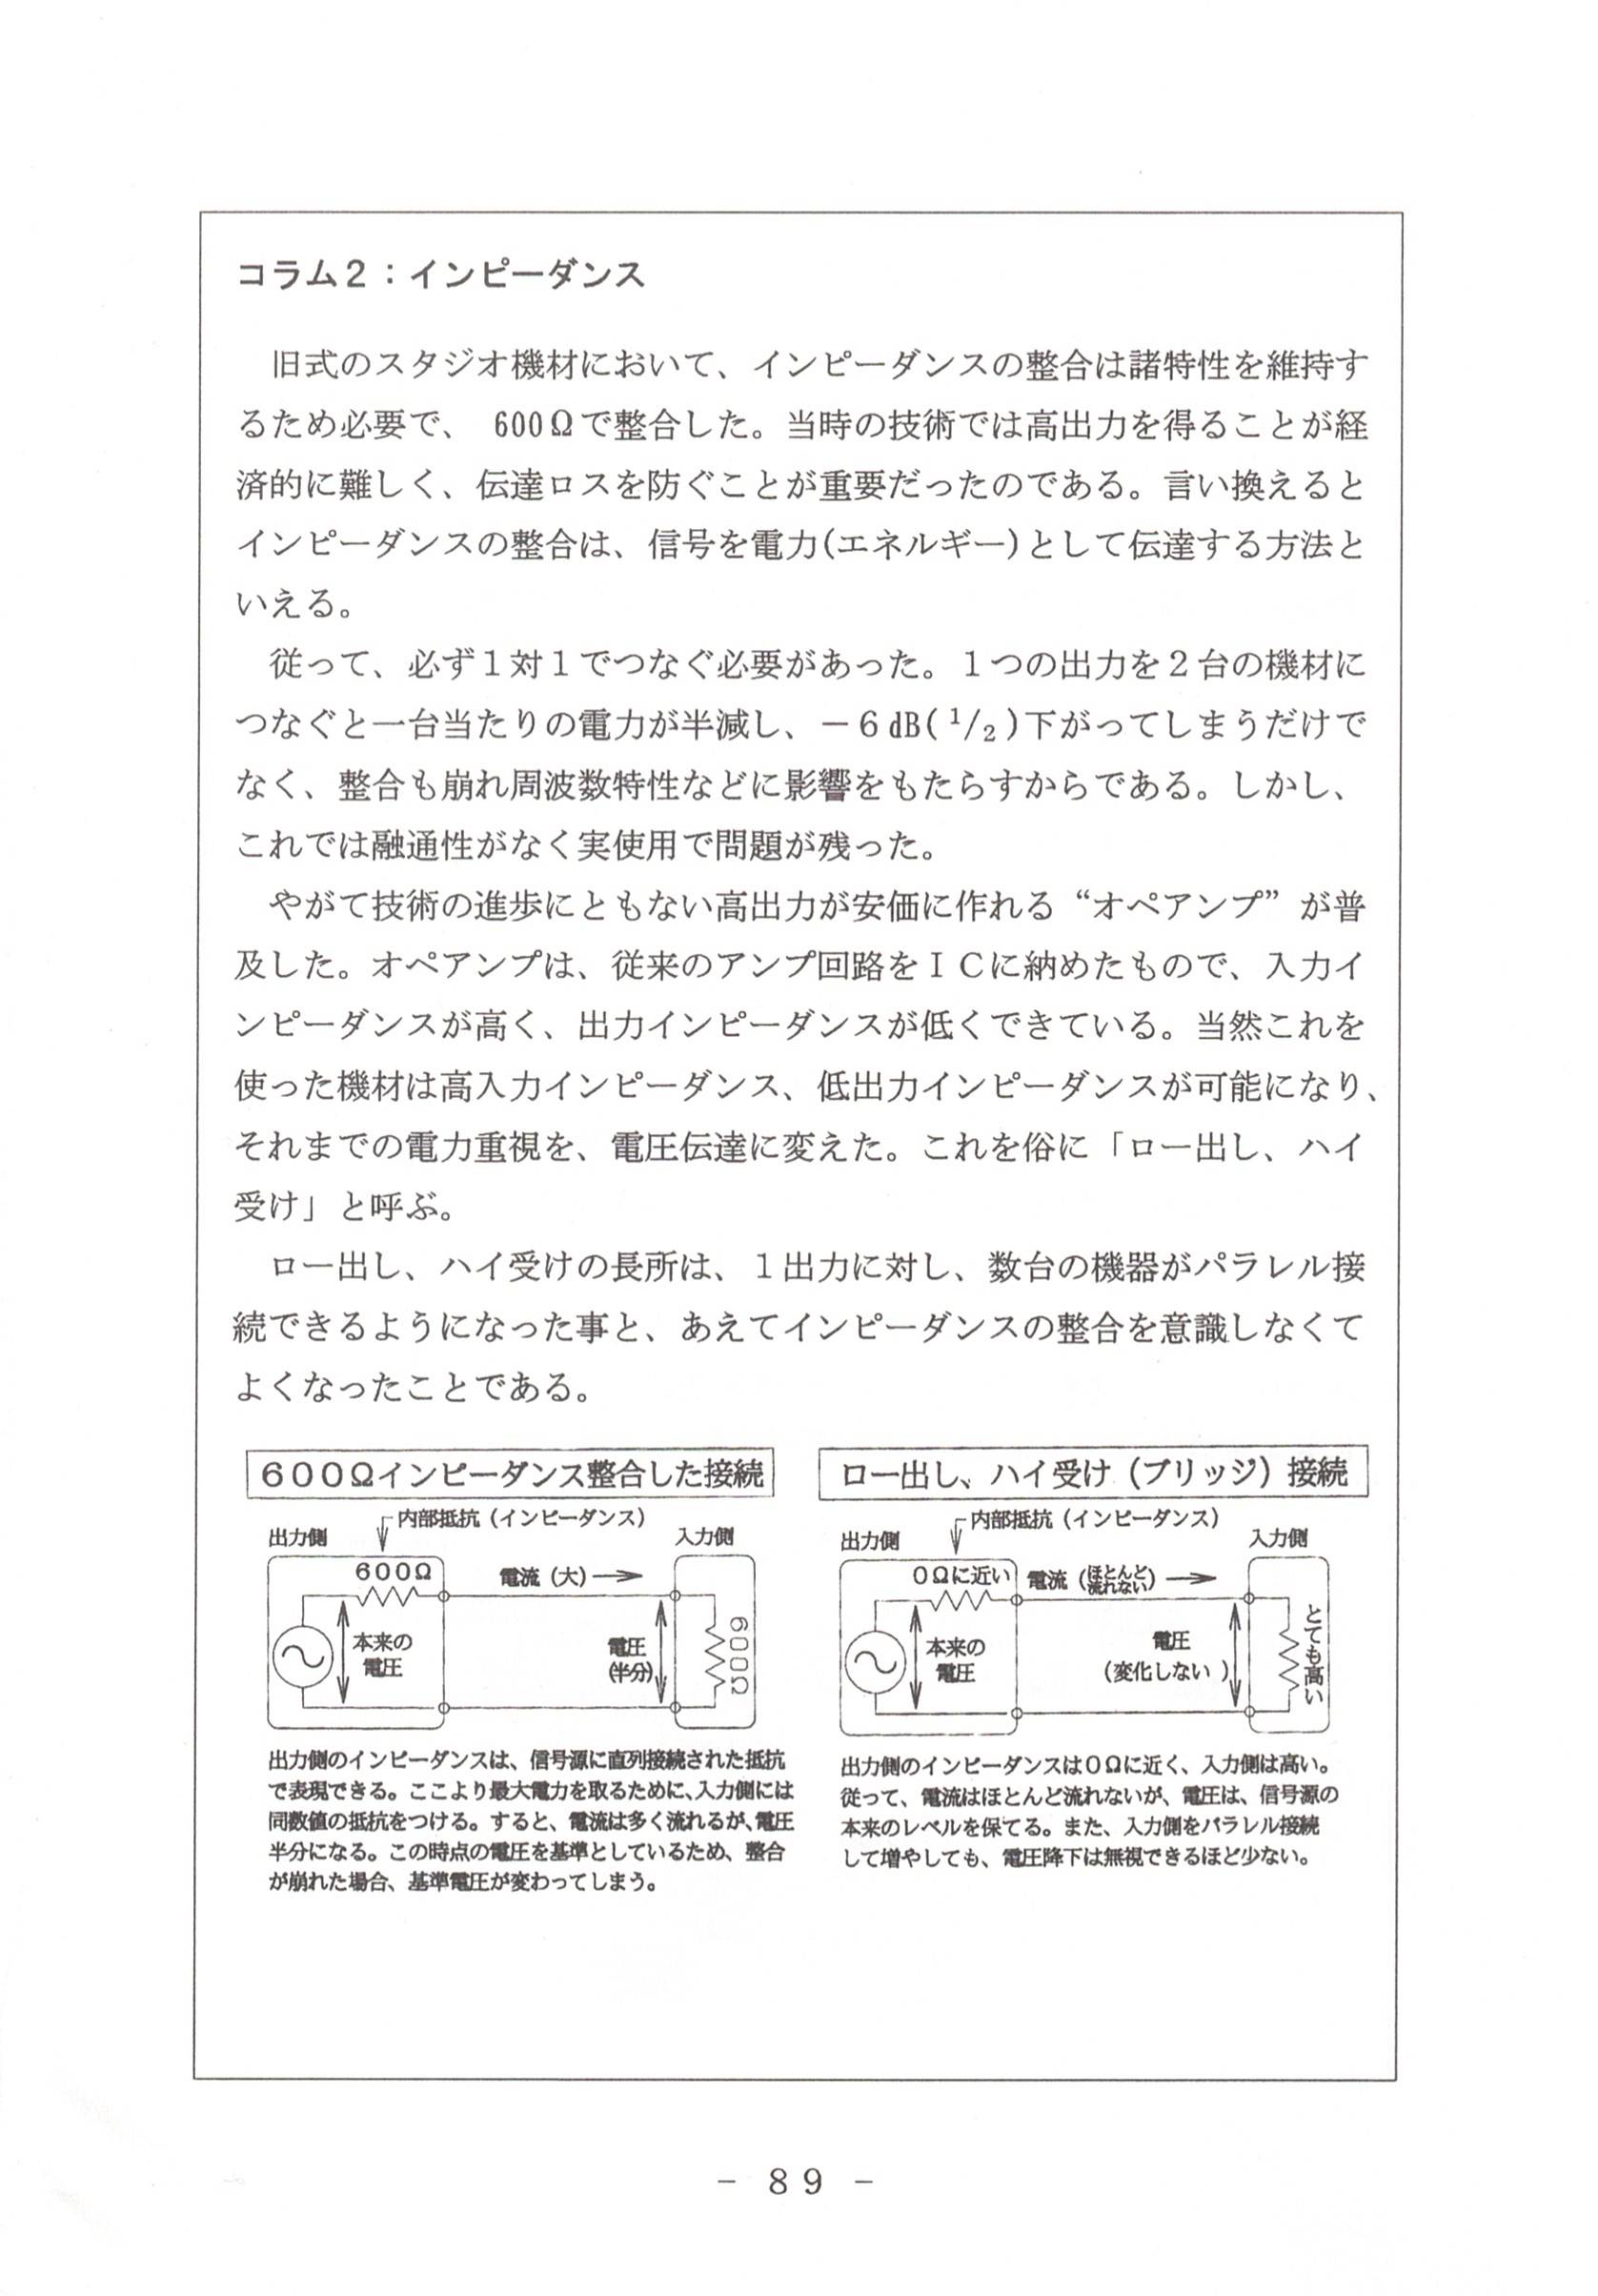 コラム２：インピーダンス
　旧式のスタジオ機材において、インピーダンスの整合は諸特性を維持す
るため必要で、 600Ωで整合した。当時の技術では高出力を得ることが経
済的に難しく、伝達ロスを防ぐことが重要だったのである。言い換えると
インピーダンスの整合は、信号を電力(エネルギー)として伝達する方法と
いえる。
　従って、必ず１対１でつなぐ必要があった。１つの出力を２台の機材に
つなぐと一台当たりの電力が半減し、－６dB(¹/₂)下がってしまうだけで
なく、整合も崩れ周波数特性などに影響をもたらすからである。しかし、
これでは融通性がなく実使用で問題が残った。
　やがて技術の進歩にともない高出力が安価に作れる“オペアンプ”が普
及した。オペアンプは、従来のアンプ回路をＩＣに納めたもので、入力イ
ンピーダンスが高く、出力インピーダンスが低くできている。当然これを
使った機材は高入力インピーダンス、低出力インピーダンスが可能になり、
それまでの電力重視を、電圧伝達に変えた。これを俗に「ロー出し、ハイ
受け」と呼ぶ。
　ロー出し、ハイ受けの長所は、１出力に対し、数台の機器がパラレル接
続できるようになった事と、あえてインピーダンスの整合を意識しなくて
よくなったことである。
６００Ωインピーダンス整合した接続
内部抵抗（インピーダンス）
出力側
入力側
６００Ω
電流（大）
本来の
電圧
電圧
(半分)
６００Ω
出力側のインピーダンスは、信号源に直列接続された抵抗
で表現できる。ここより最大電力を取るために、入力側には
同数値の抵抗をつける。すると、電流は多く流れるが、電圧
半分になる。この時点の電圧を基準としているため、整合
が崩れた場合、基準電圧が変わってしまう。
ロー出し、ハイ受け（ブリッジ）接続
内部抵抗（インピーダンス）
出力側
入力側
０Ωに近い
電流（ほとんど流れない）
本来の
電圧
電圧
（変化しない ）
とても高い
出力側のインピーダンスは０Ωに近く、入力側は高い。
従って、電流はほとんど流れないが、電圧は、信号源の
本来のレベルを保てる。また、入力側をパラレル接続
して増やしても、電圧降下は無視できるほど少ない。
－ ８９ －